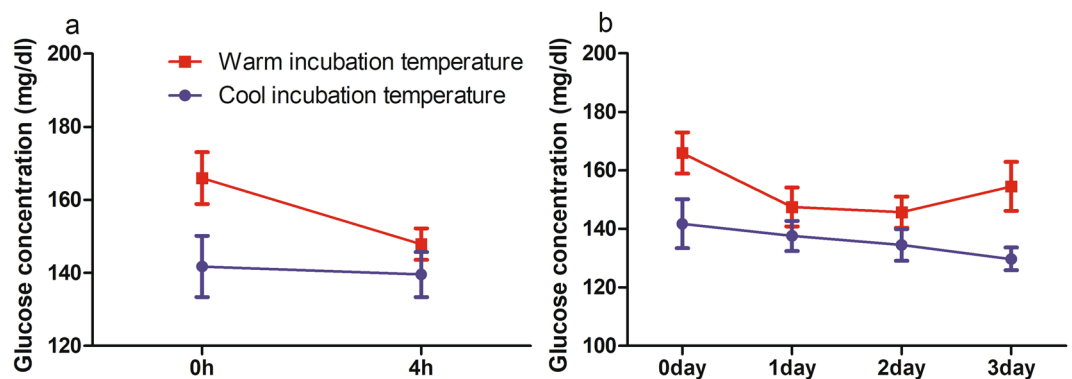 a
Glucose concentration (mg/dl)
200
180
160
140
120
Warm incubation temperature
Cool incubation temperature
0h
4h
b
Glucose concentration (mg/dl)
200
180
160
140
120
100
0day
1day
2day
3day